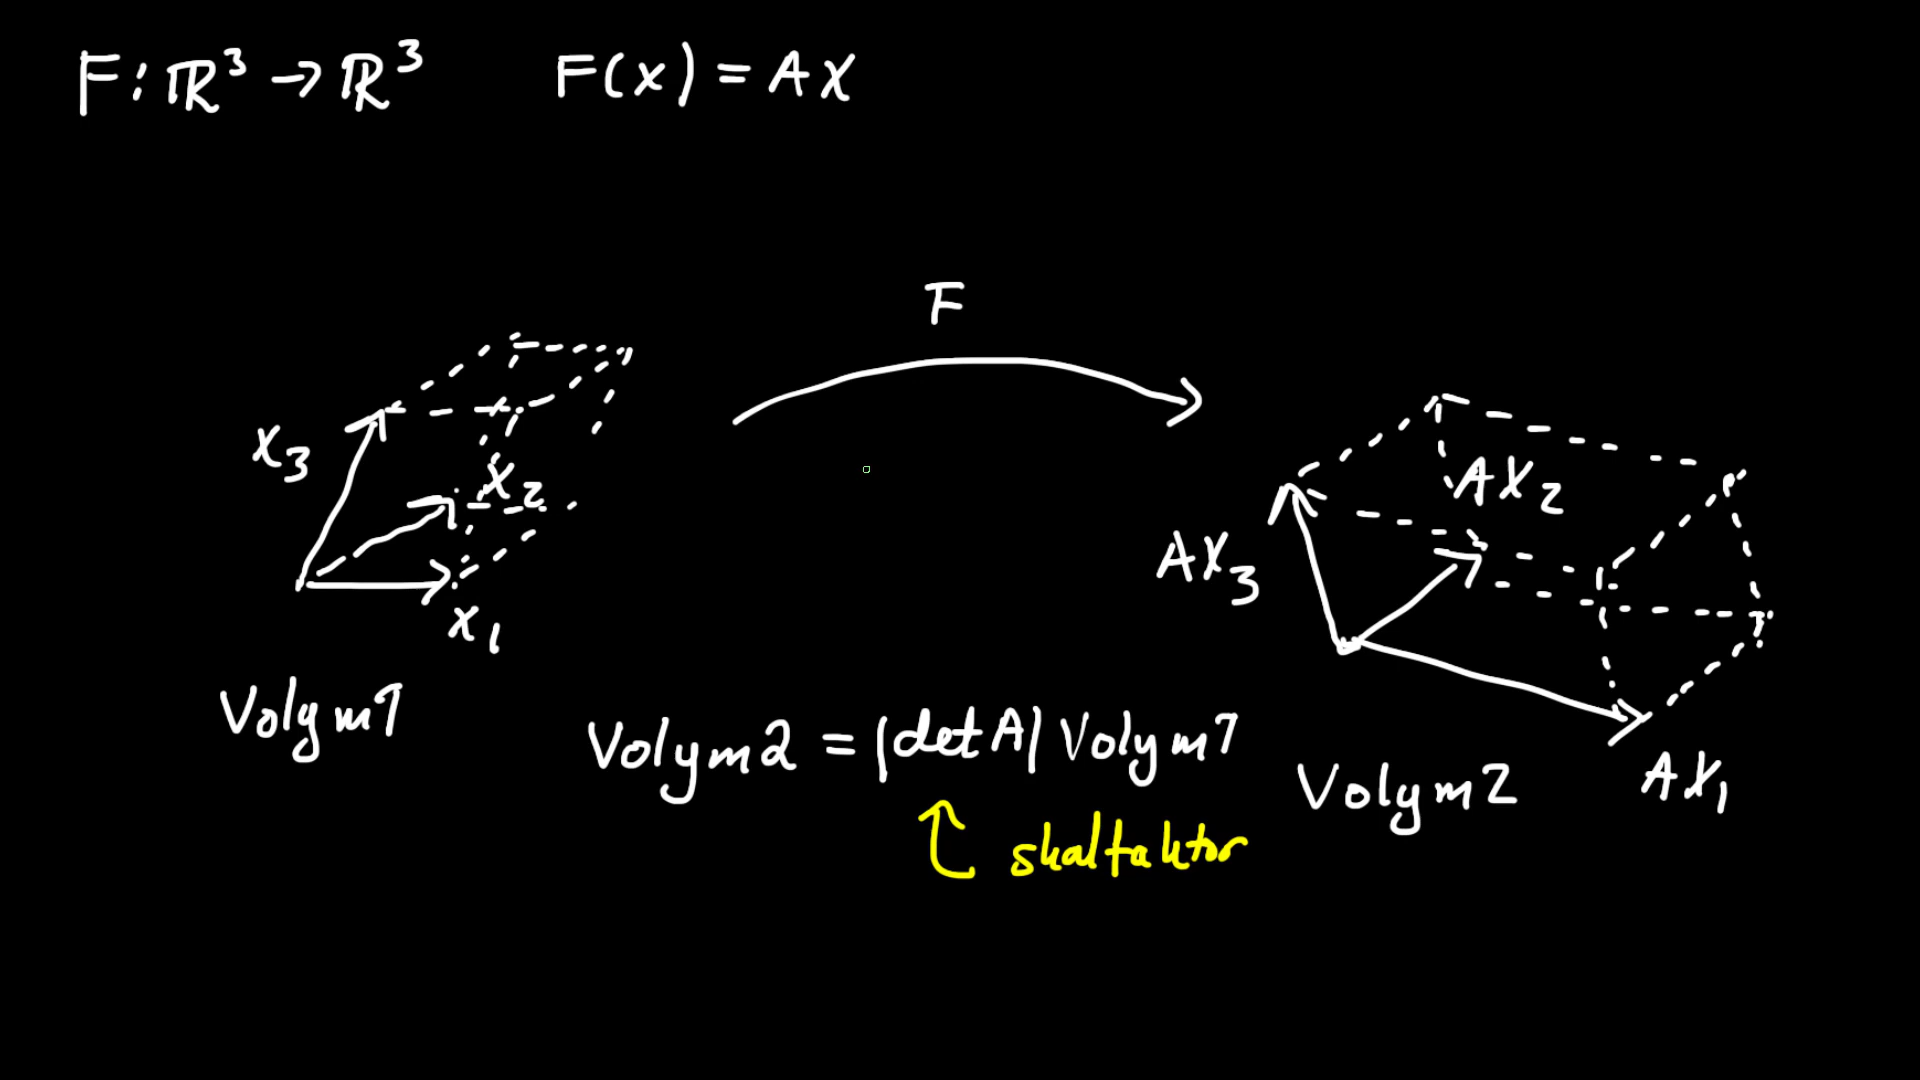 F: ℝ³ → ℝ³ F(x) = Ax
F
x₃
x₂
x₁
Ax₂
Ax₃
Ax₁
Volym1
Volym2 = |det A| Volym1
Volym2
skalfaktor